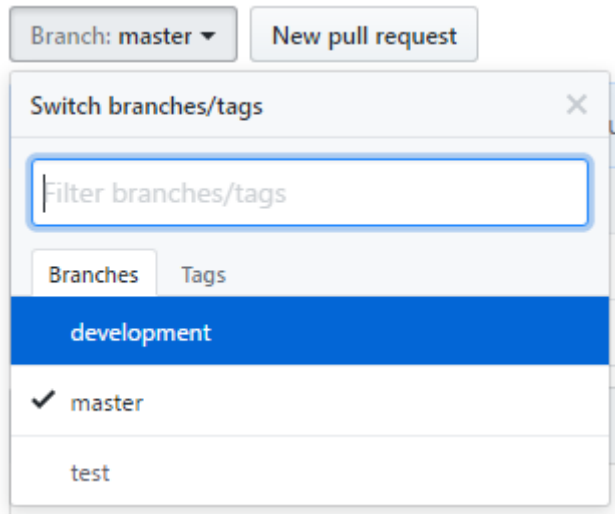 Branch: master New pull request
Switch branches/tags
Filter branches/tags
Branches Tags
development
master
test